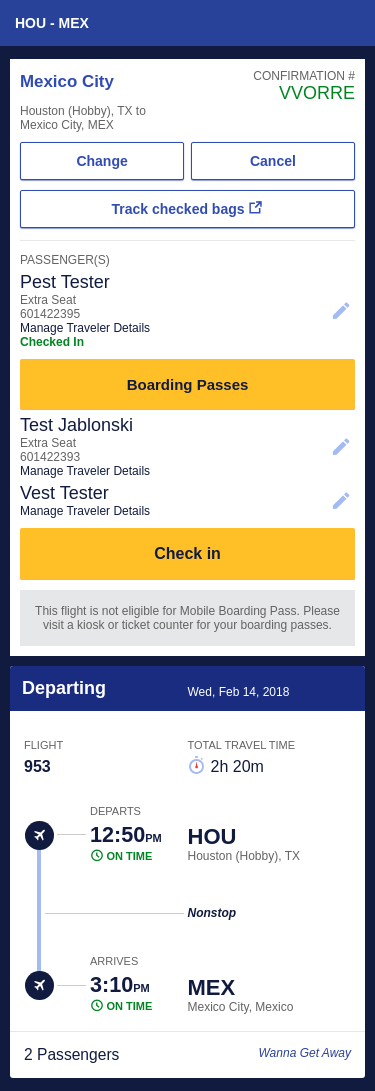 HOU - MEX
Mexico City
CONFIRMATION #
VVORRE
Houston (Hobby), TX to
Mexico City, MEX
Change
Cancel
Track checked bags
PASSENGER(S)
Pest Tester
Extra Seat
601422395
Manage Traveler Details
Checked In
Boarding Passes
Test Jablonski
Extra Seat
601422393
Manage Traveler Details
Vest Tester
Manage Traveler Details
Check in
This flight is not eligible for Mobile Boarding Pass. Please
visit a kiosk or ticket counter for your boarding passes.
Departing
Wed, Feb 14, 2018
FLIGHT
TOTAL TRAVEL TIME
953
2h 20m
DEPARTS
12:50PM
HOU
ON TIME
Houston (Hobby), TX
Nonstop
ARRIVES
3:10PM
MEX
ON TIME
Mexico City, Mexico
2 Passengers
Wanna Get Away